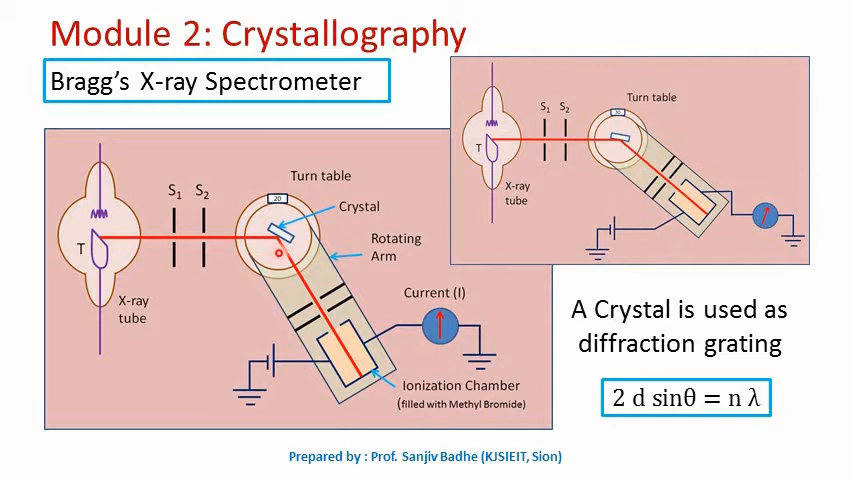 Module 2: Crystallography
Bragg’s X-ray Spectrometer
T
X-ray
tube
S1 S2
20
Turn table
Crystal
Rotating
Arm
Current (I)
Ionization Chamber
(filled with Methyl Bromide)
T
X-ray
tube
S1 S2
Turn table
A Crystal is used as
diffraction grating
2 d sinθ = n λ
Prepared by : Prof. Sanjiv Badhe (KJSIEIT, Sion)